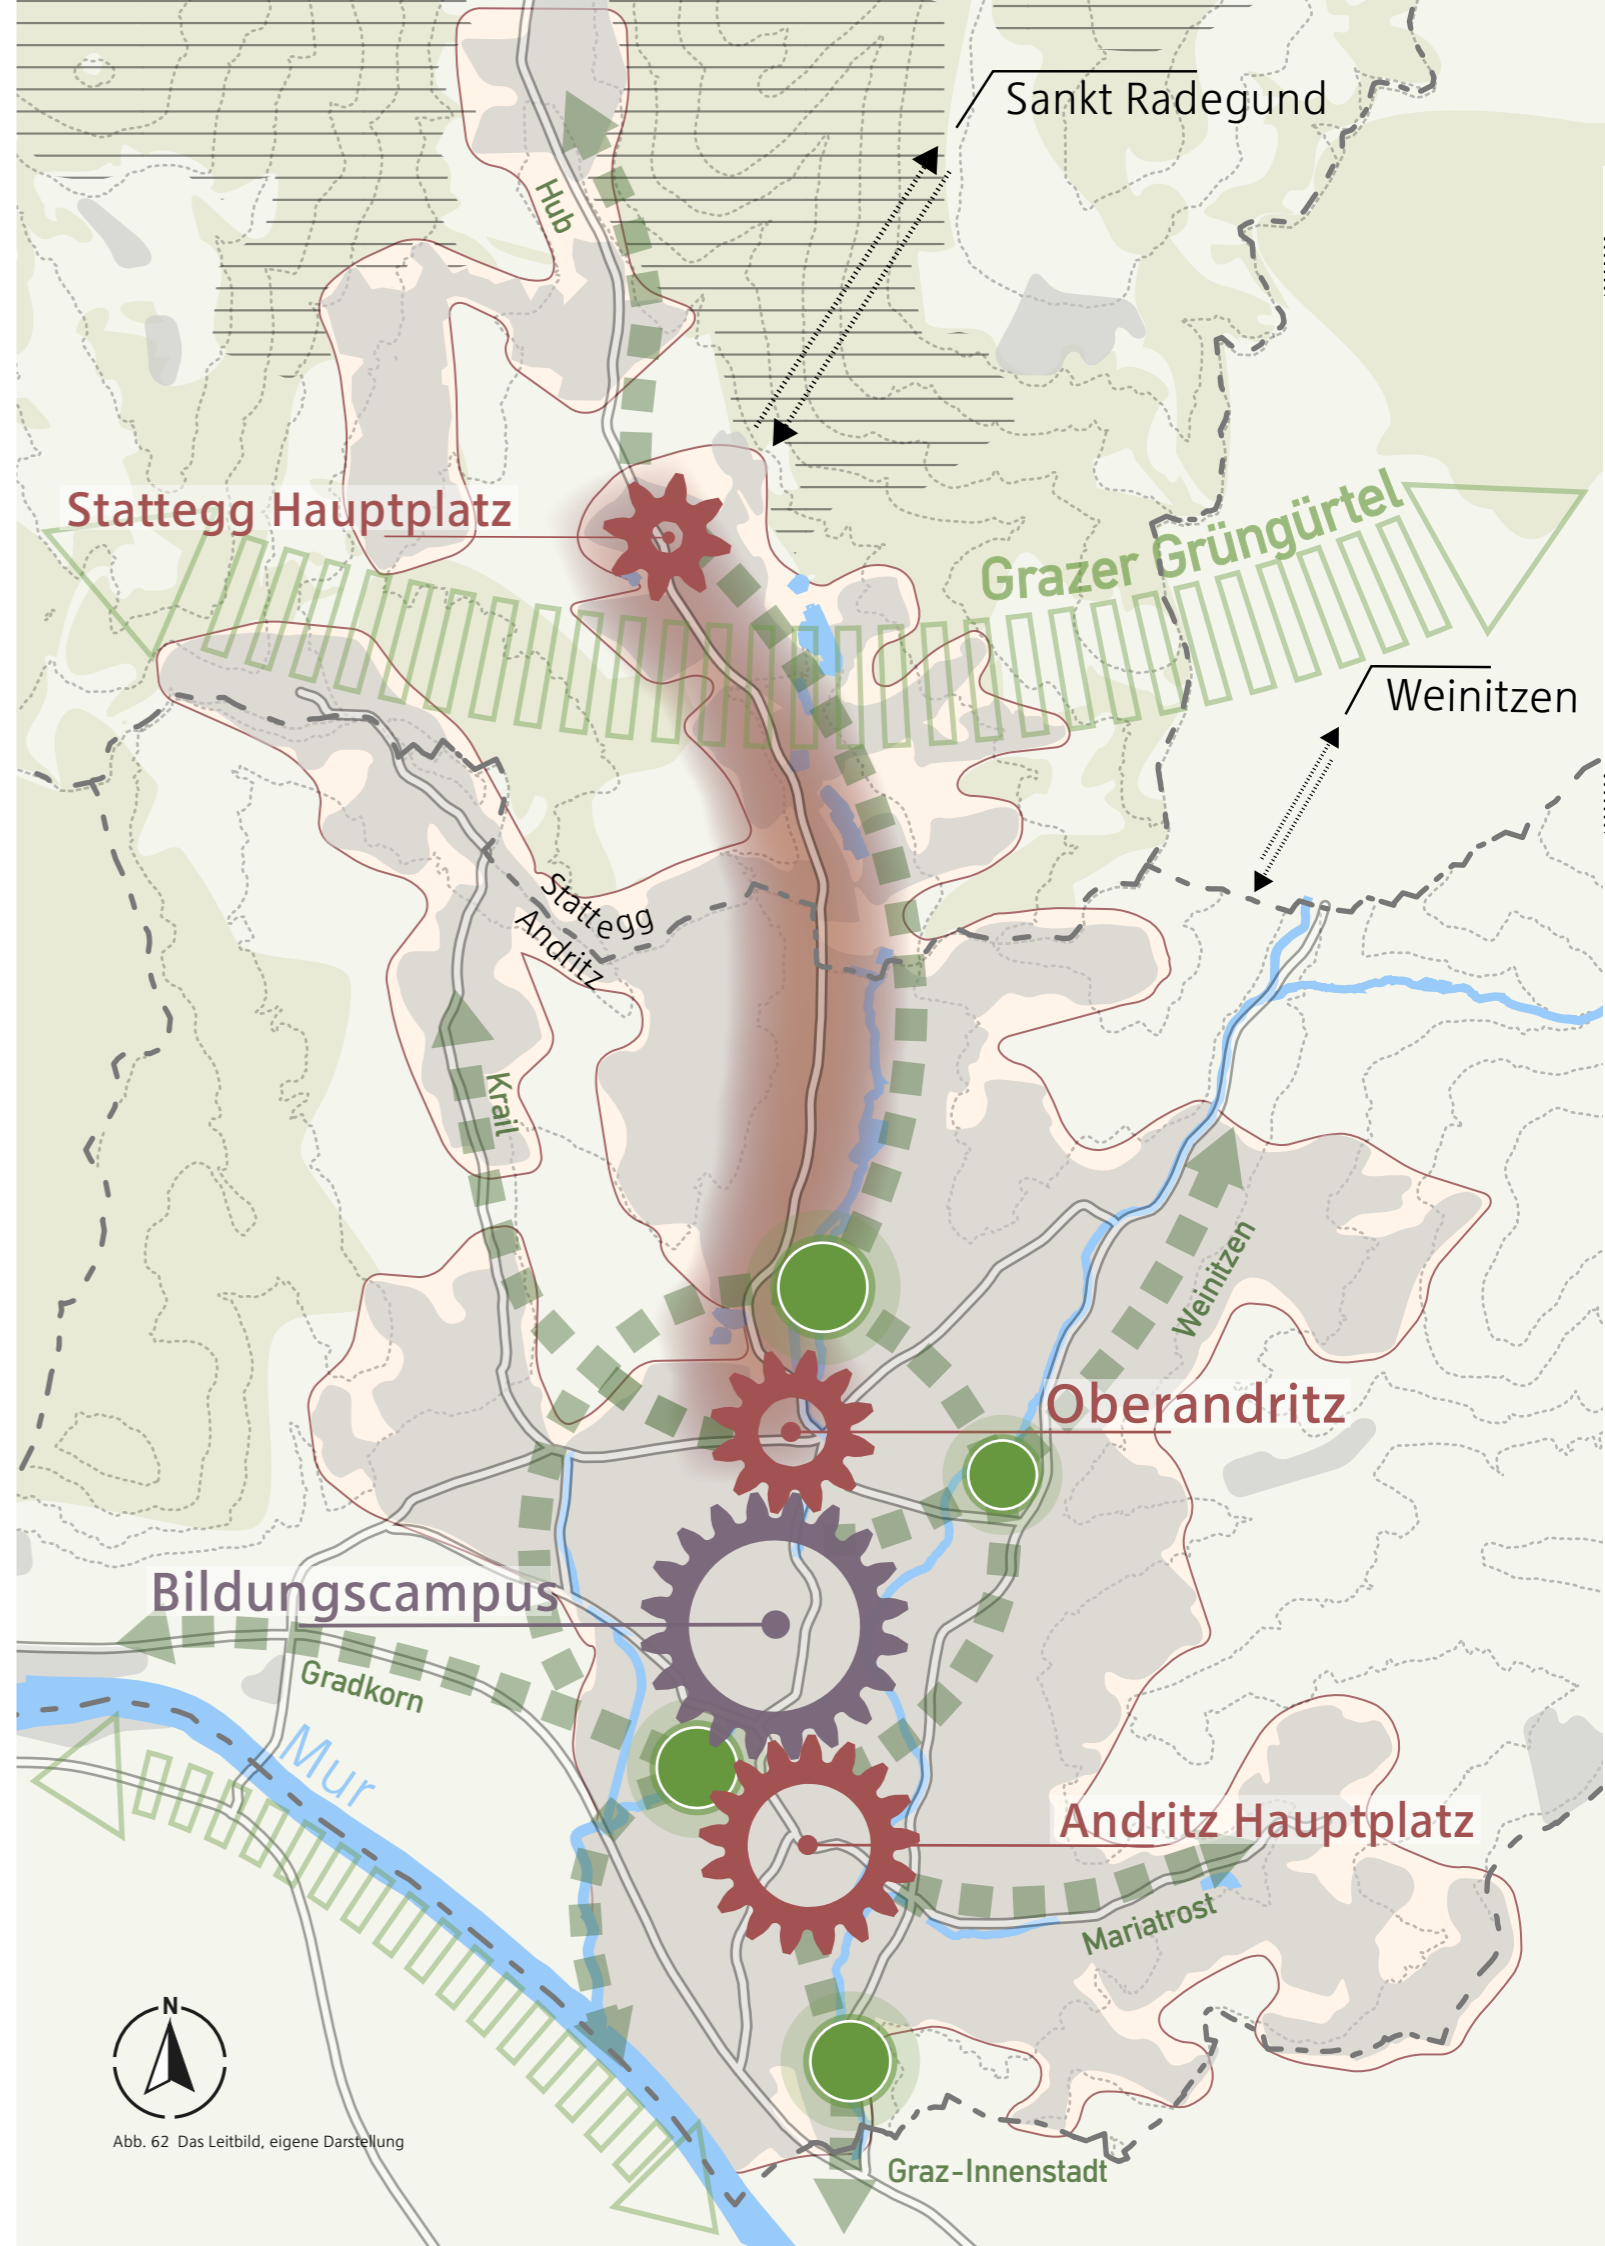 Sankt Radegund
Hub
Stattegg Hauptplatz
Grazer Grüngürtel
Weinitzen
Stattegg
Andritz
Krail
Weinitzen
Oberandritz
Bildungscampus
Gradkorn
Mur
Andritz Hauptplatz
Mariatrost
N
Abb. 62 Das Leitbild, eigene Darstellung
Graz-Innenstadt